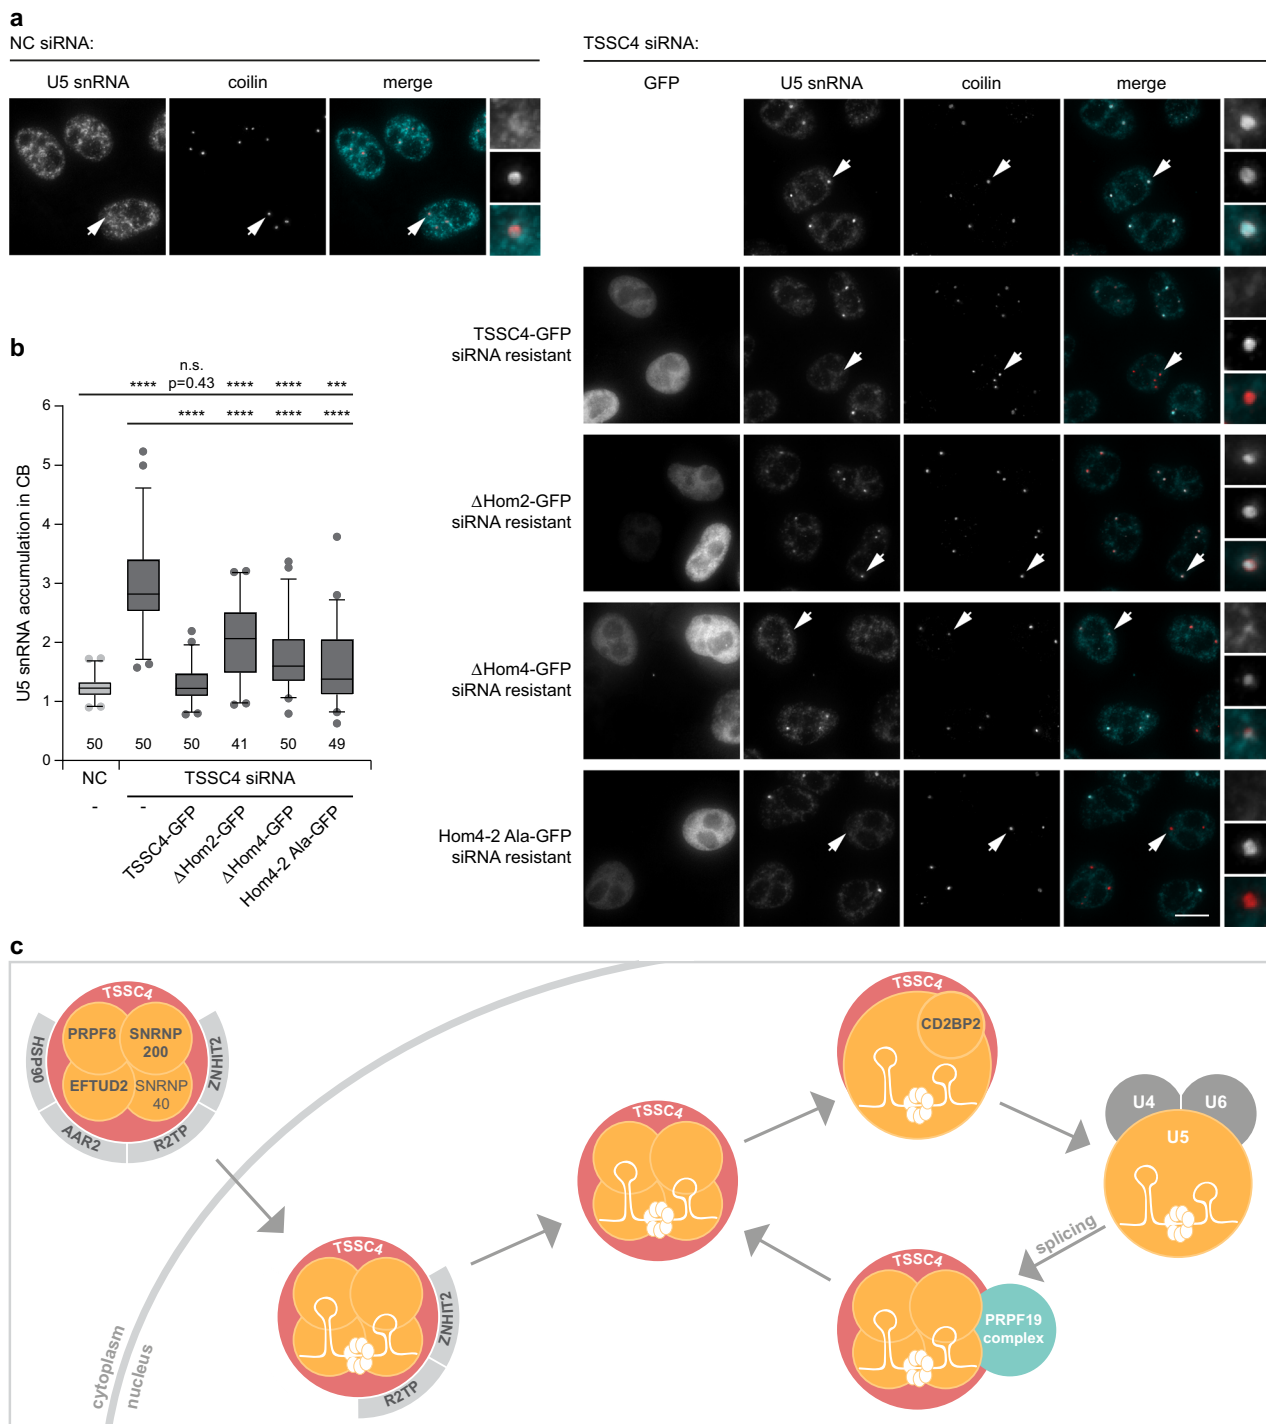 a
NC siRNA:
U5 snRNA
coilin
merge
TSSC4 siRNA:
GFP
U5 snRNA
coilin
merge
TSSC4-GFP
siRNA resistant
ΔHom2-GFP
siRNA resistant
ΔHom4-GFP
siRNA resistant
Hom4-2 Ala-GFP
siRNA resistant
b
n.s.
**** p=0.43 **** **** ***
**** **** **** ****
U5 snRNA accumulation in CB
6
5
4
3
2
1
0
50 50 50 41 50 49
NC
TSSC4 siRNA
-
-
TSSC4-GFP
ΔHom2-GFP
ΔHom4-GFP
Hom4-2 Ala-GFP
c
TSSC4
PRPF8
SNRNP
200
EFTUD2
SNRNP
40
HSP90
AAR2
R2TP
ZNHIT2
cytoplasm
nucleus
TSSC4
ZNHIT2
R2TP
TSSC4
TSSC4
CD2BP2
U4
U6
U5
splicing
TSSC4
PRPF19
complex